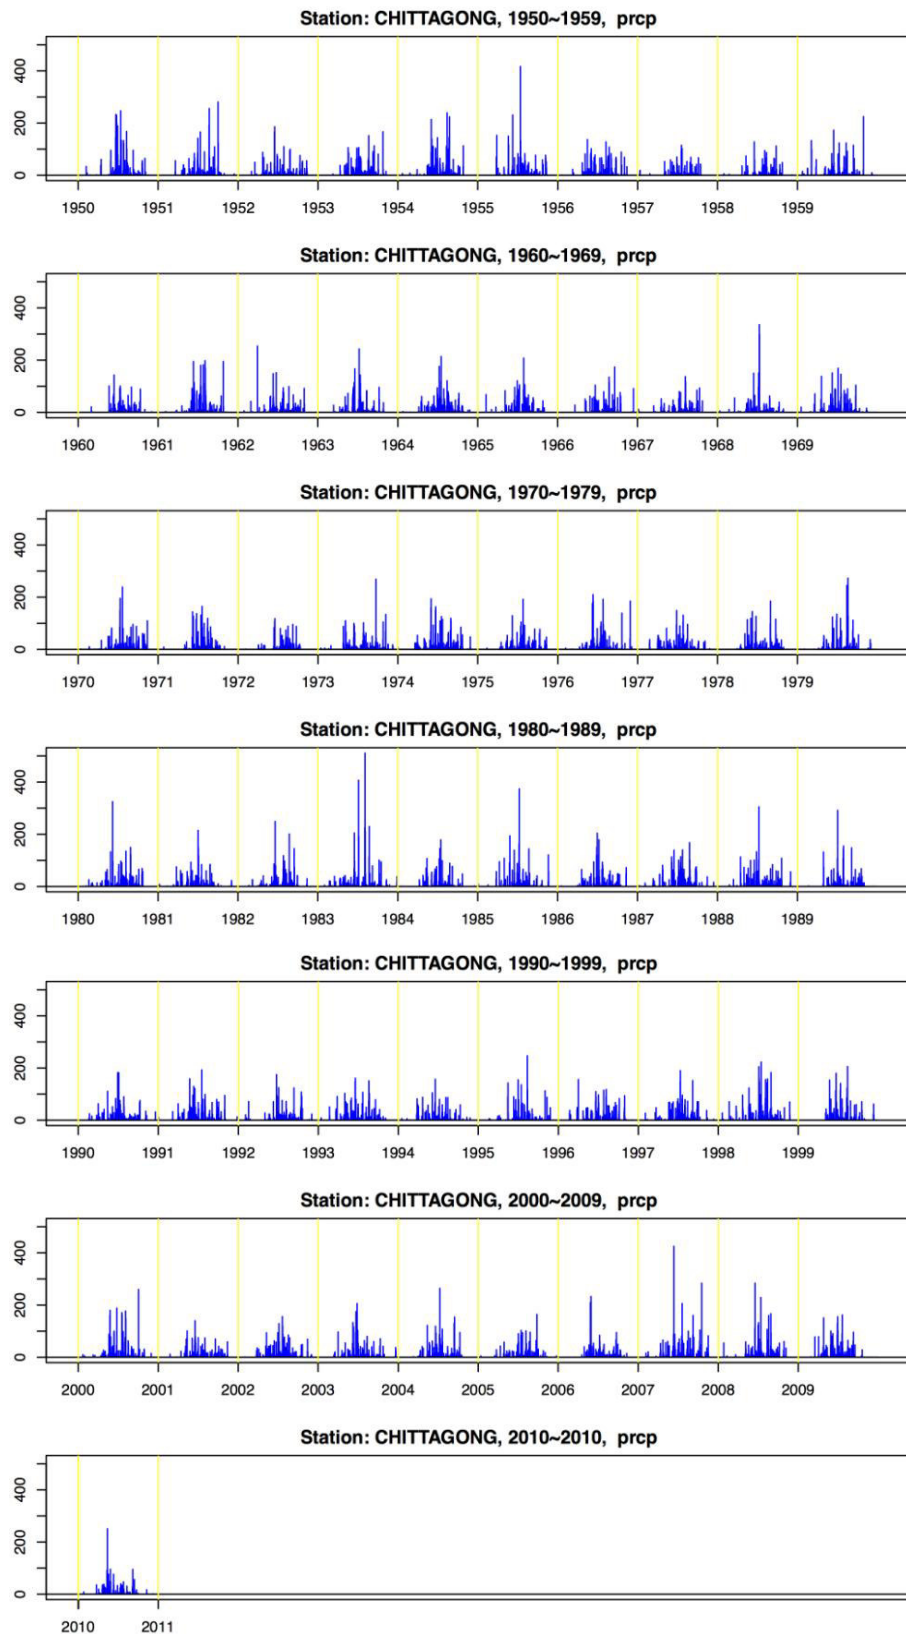 Station: CHITTAGONG, 1950~1959,  prcp
400
200
0
1950 1951 1952 1953 1954 1955 1956 1957 1958 1959
Station: CHITTAGONG, 1960~1969,  prcp
400
200
0
1960 1961 1962 1963 1964 1965 1966 1967 1968 1969
Station: CHITTAGONG, 1970~1979,  prcp
400
200
0
1970 1971 1972 1973 1974 1975 1976 1977 1978 1979
Station: CHITTAGONG, 1980~1989,  prcp
400
200
0
1980 1981 1982 1983 1984 1985 1986 1987 1988 1989
Station: CHITTAGONG, 1990~1999,  prcp
400
200
0
1990 1991 1992 1993 1994 1995 1996 1997 1998 1999
Station: CHITTAGONG, 2000~2009,  prcp
400
200
0
2000 2001 2002 2003 2004 2005 2006 2007 2008 2009
Station: CHITTAGONG, 2010~2010,  prcp
400
200
0
2010 2011